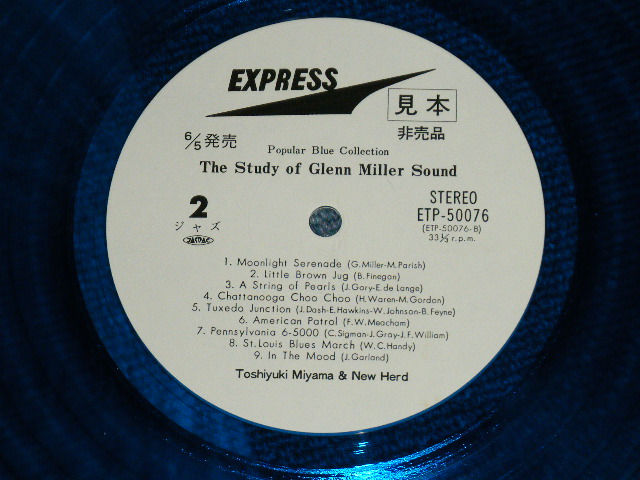 EXPRESS
見本
非売品
6/5発売
Popular Blue Collection
The Study of Glenn Miller Sound
2
ジャズ
JASRAC
STEREO
ETP-50076
(ETP-50076-B)
33⅓ r.p.m.
1. Moonlight Serenade (G.Miller-M.Parish)
2. Little Brown Jug (B.Finegan)
3. A String of Pearls (J.Gory-E.de Lange)
4. Chattanooga Choo Choo (H.Waren-M.Gordon)
5. Tuxedo Junction (J.Dash-E.Hawkins-W.Johnson-B.Feyne)
6. American Patrol (F.W.Meacham)
7. Pennsylvania 6-5000 (C.Sigman-J.Gray-J.F.William)
8. St.Louis Blues March (W.C.Handy)
9. In The Mood (J.Garland)
Toshiyuki Miyama & New Herd